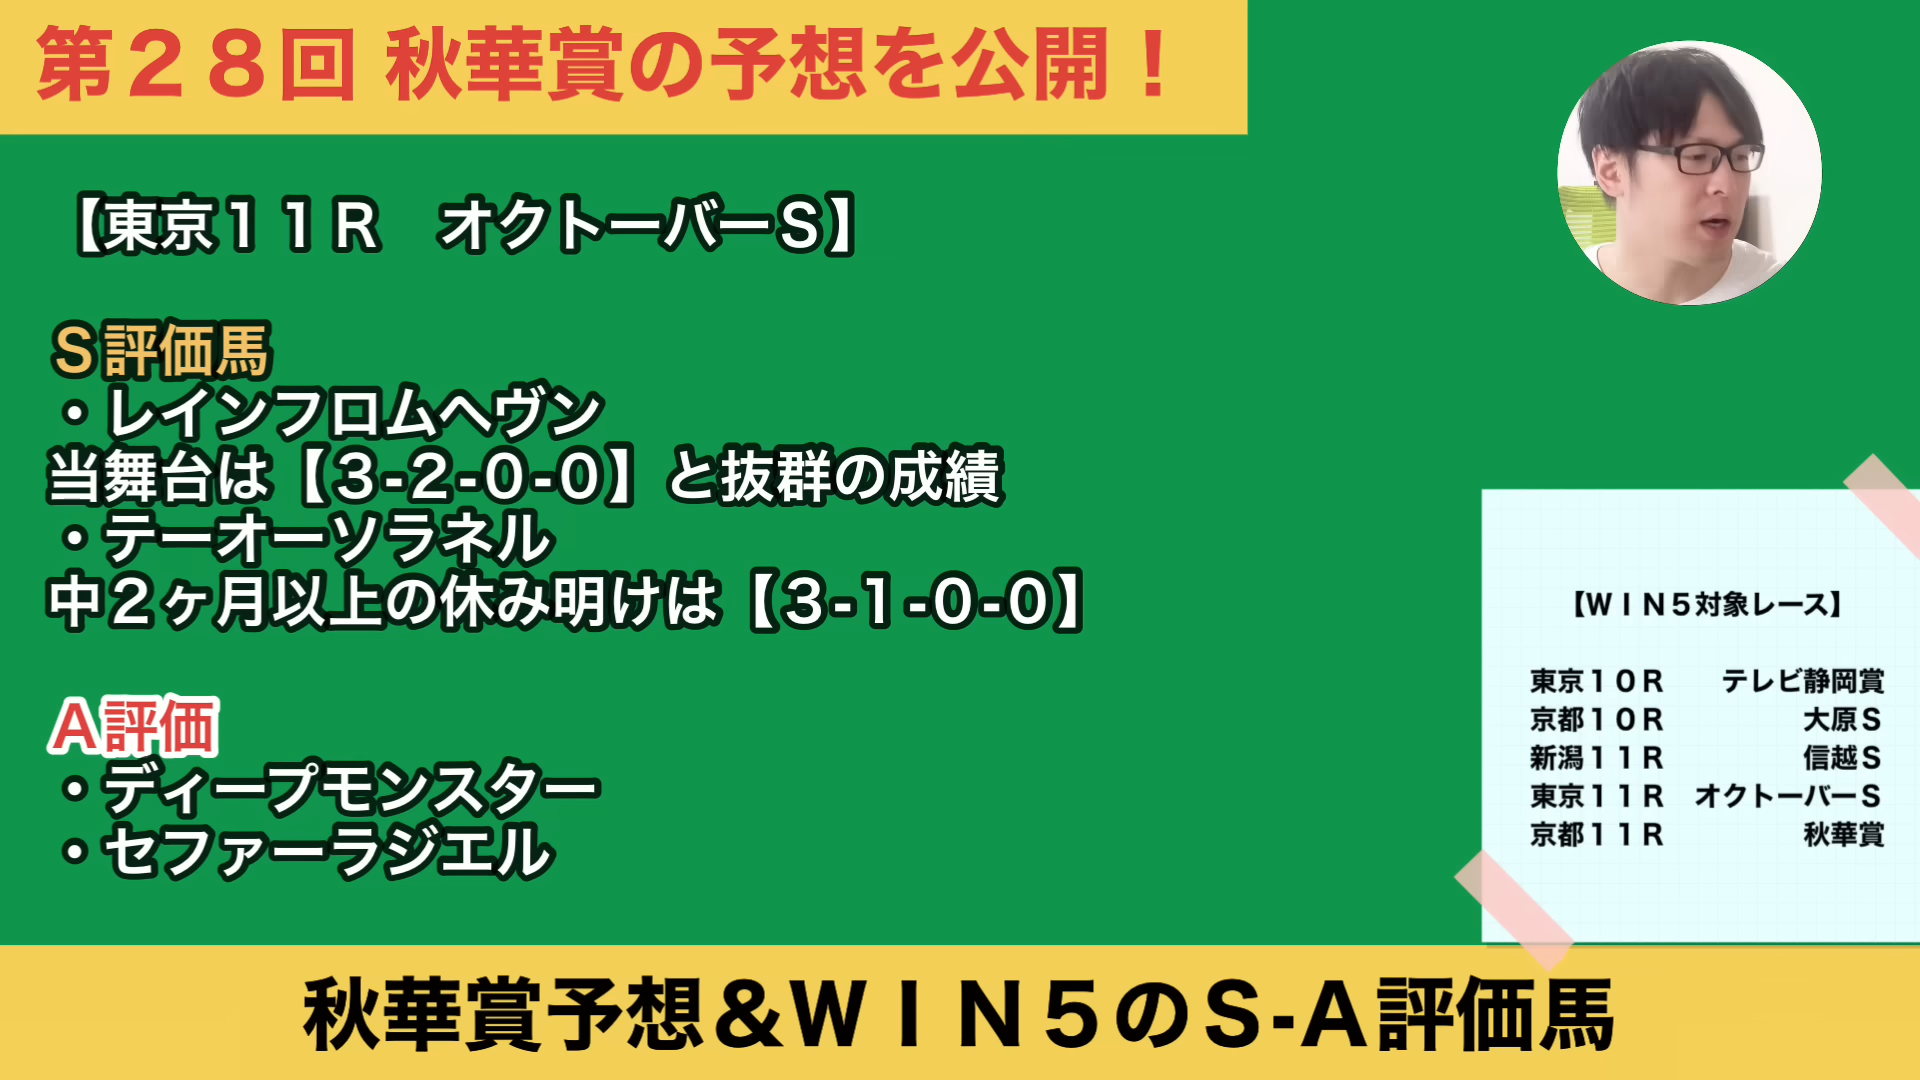 第２８回 秋華賞の予想を公開！
【東京１１Ｒ　オクトーバーＳ】
Ｓ評価馬
・レインフロムヘヴン
当舞台は【３-２-０-０】と抜群の成績
・テーオーソラネル
中２ヶ月以上の休み明けは【３-１-０-０】
Ａ評価
・ディープモンスター
・セファーラジエル
【ＷＩＮ５対象レース】
東京１０Ｒ　テレビ静岡賞
京都１０Ｒ　大原Ｓ
新潟１１Ｒ　信越Ｓ
東京１１Ｒ　オクトーバーＳ
京都１１Ｒ　秋華賞
秋華賞予想＆ＷＩＮ５のＳ-Ａ評価馬